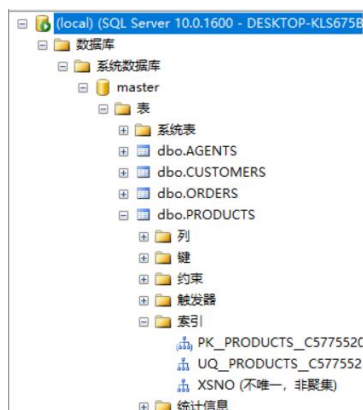 (local) (SQL Server 10.0.1600 - DESKTOP-KLS675B
数据库
系统数据库
master
表
系统表
dbo.AGENTS
dbo.CUSTOMERS
dbo.ORDERS
dbo.PRODUCTS
列
键
约束
触发器
索引
PK__PRODUCTS__C5775520
UQ__PRODUCTS__C577552
XSNO (不唯一，非聚集)
统计信息